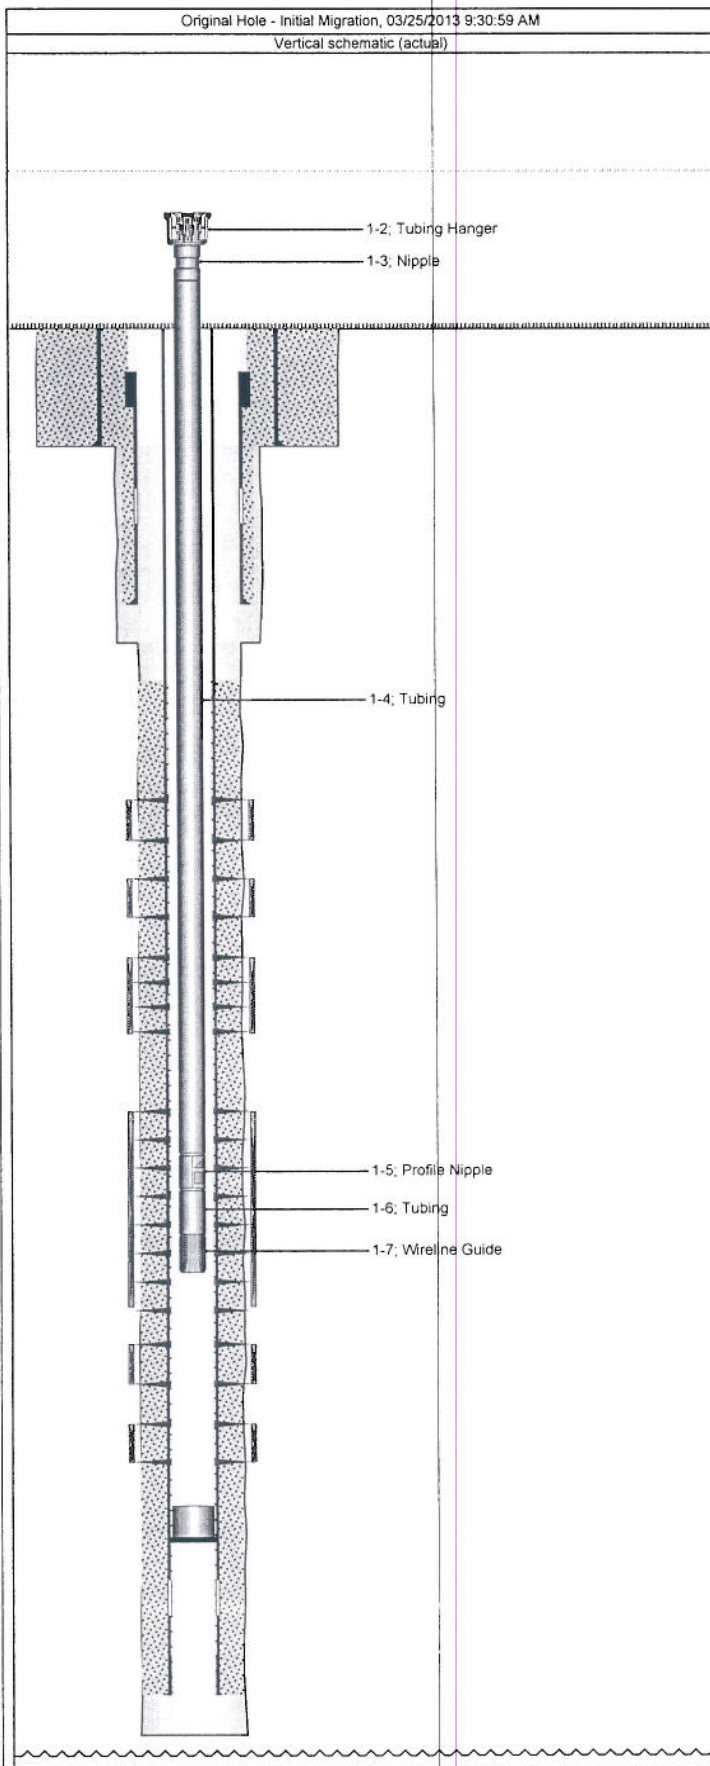 Original Hole - Initial Migration, 03/25/2013 9:30:59 AM
Vertical schematic (actual)
1-2; Tubing Hanger
1-3; Nipple
1-4; Tubing
1-5; Profile Nipple
1-6; Tubing
1-7; Wireline Guide